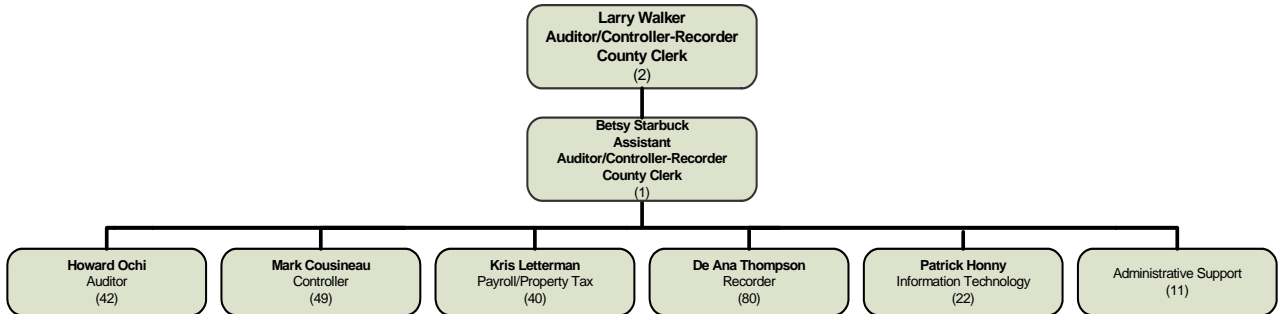 Larry Walker
Auditor/Controller-Recorder
County Clerk
(2)
Betsy Starbuck
Assistant
Auditor/Controller-Recorder
County Clerk
(1)
Howard Ochi
Auditor
(42)
Mark Cousineau
Controller
(49)
Kris Letterman
Payroll/Property Tax
(40)
De Ana Thompson
Recorder
(80)
Patrick Honny
Information Technology
(22)
Administrative Support
(11)